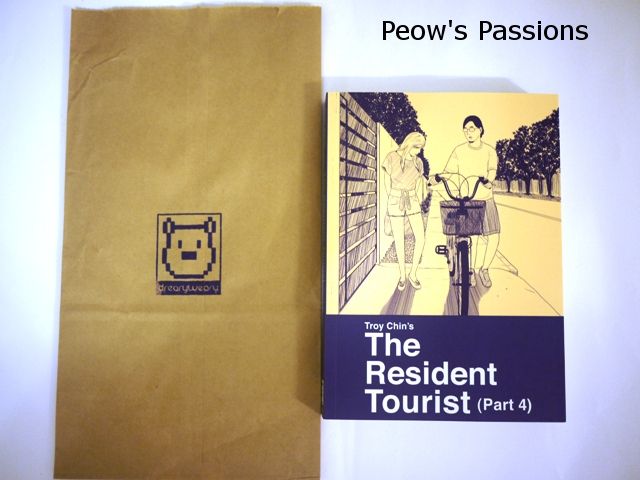 Peow's Passions
drearyweary
Troy Chin's
The
Resident
Tourist (Part 4)